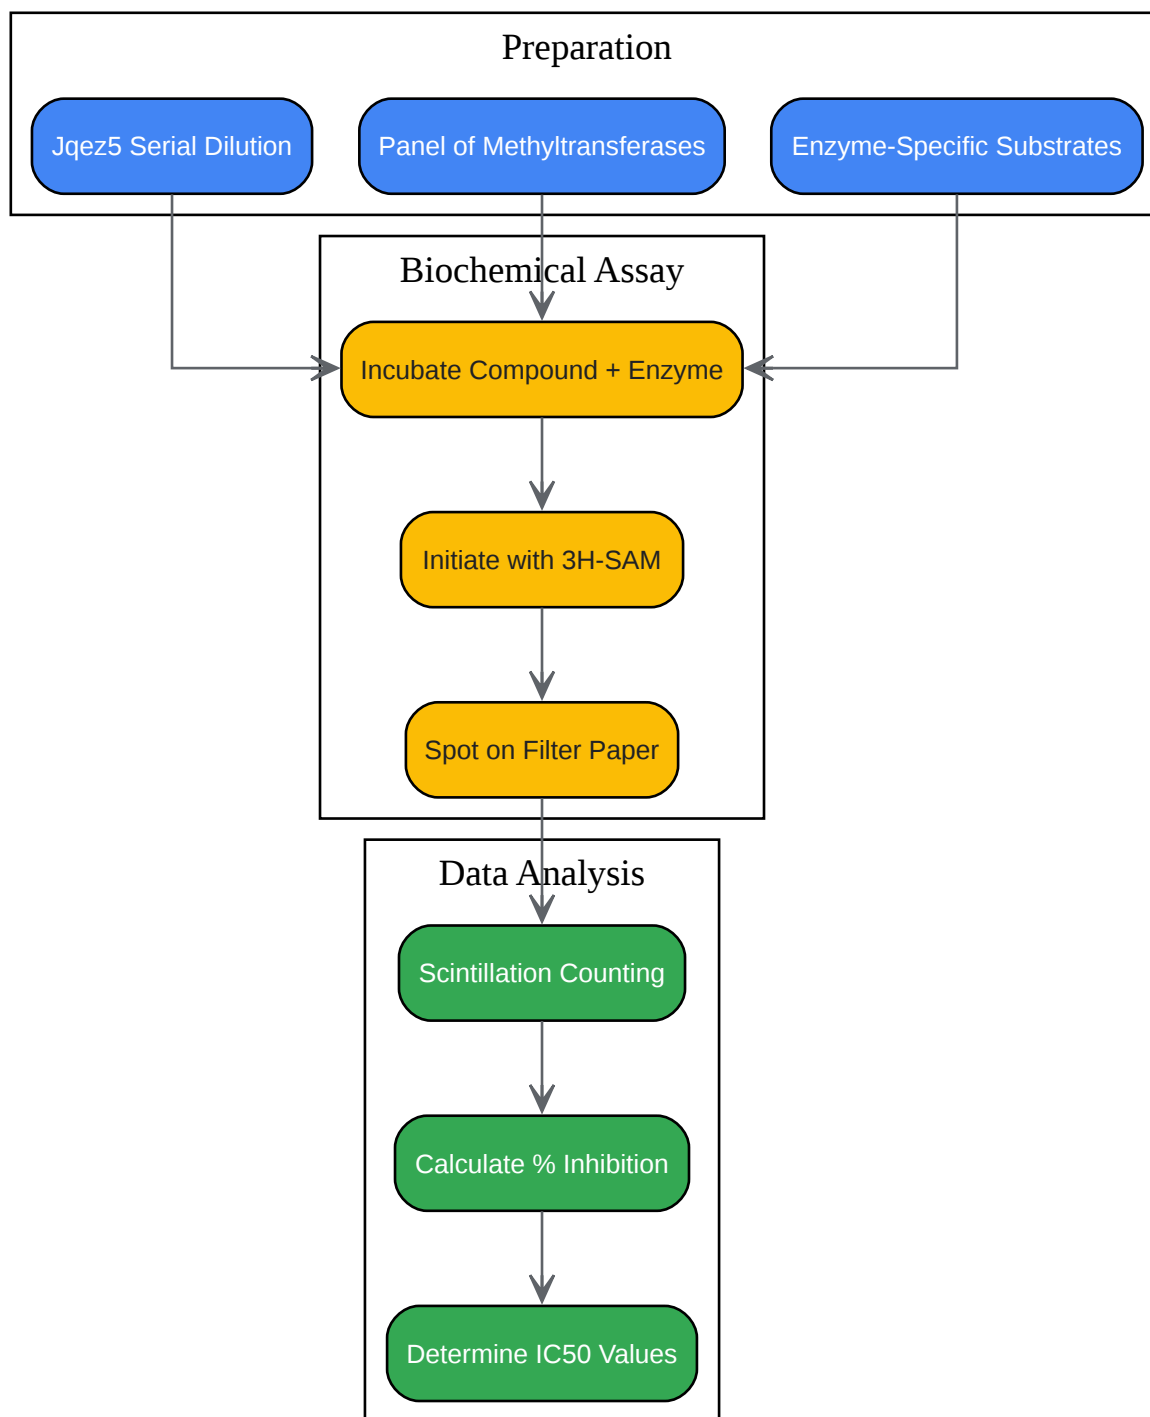 Preparation
Jqez5 Serial Dilution
Panel of Methyltransferases
Enzyme-Specific Substrates
Biochemical Assay
Incubate Compound + Enzyme
Initiate with 3H-SAM
Spot on Filter Paper
Data Analysis
Scintillation Counting
Calculate % Inhibition
Determine IC50 Values